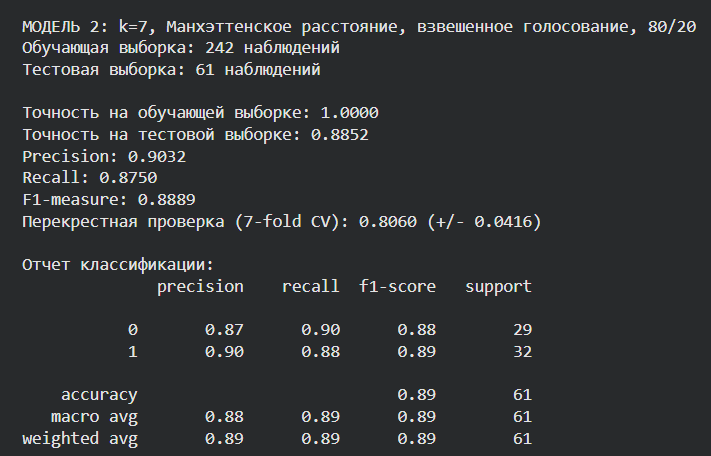 МОДЕЛЬ 2: k=7, Манхэттенское расстояние, взвешенное голосование, 80/20
Обучающая выборка: 242 наблюдений
Тестовая выборка: 61 наблюдений
Точность на обучающей выборке: 1.0000
Точность на тестовой выборке: 0.8852
Precision: 0.9032
Recall: 0.8750
F1-measure: 0.8889
Перекрестная проверка (7-fold CV): 0.8060 (+/- 0.0416)
Отчет классификации:
precision recall f1-score support
0 0.87 0.90 0.88 29
1 0.90 0.88 0.89 32
accuracy 0.89 61
macro avg 0.88 0.89 0.89 61
weighted avg 0.89 0.89 0.89 61